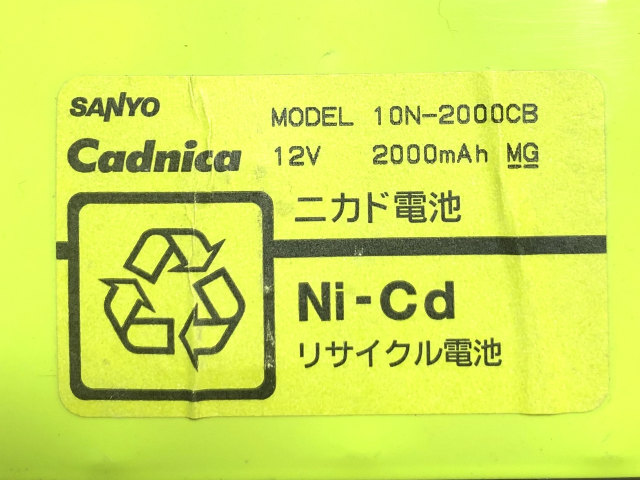 SANYO
Cadnica
MODEL 10N-2000CB
12V 2000mAh MG
ニカド電池
Ni-Cd
リサイクル電池